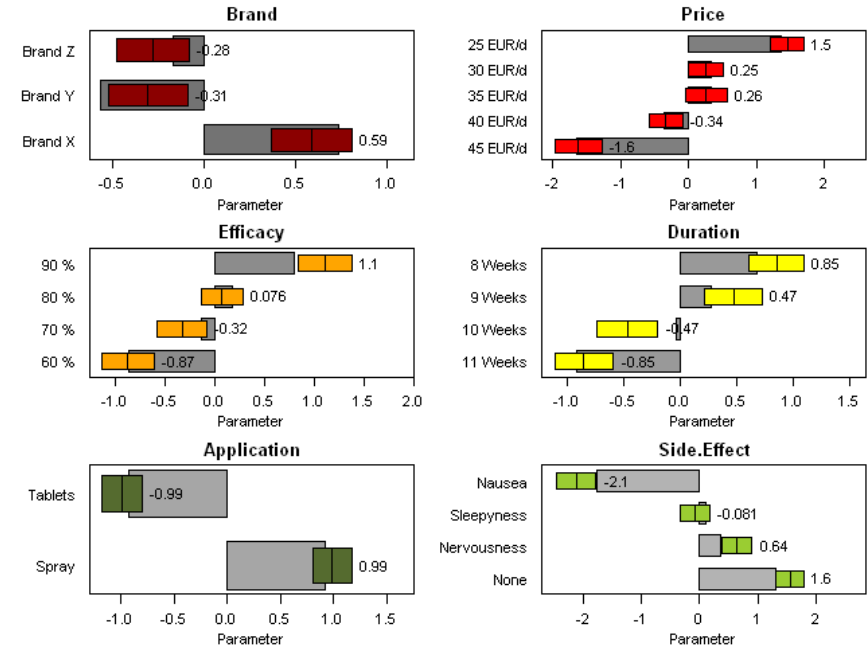 Brand
Brand Z
-0.28
Brand Y
-0.31
Brand X
0.59
-0.5 0.0 0.5 1.0
Parameter
Price
25 EUR/d
1.5
30 EUR/d
0.25
35 EUR/d
0.26
40 EUR/d
-0.34
45 EUR/d
-1.6
-2 -1 0 1 2
Parameter
Efficacy
90 %
1.1
80 %
0.076
70 %
-0.32
60 %
-0.87
-1.0 -0.5 0.0 0.5 1.0 1.5 2.0
Parameter
Duration
8 Weeks
0.85
9 Weeks
0.47
10 Weeks
-0.47
11 Weeks
-0.85
-1.0 -0.5 0.0 0.5 1.0 1.5
Parameter
Application
Tablets
-0.99
Spray
0.99
-1.0 -0.5 0.0 0.5 1.0 1.5
Parameter
Side.Effect
Nausea
-2.1
Sleepyness
-0.081
Nervousness
0.64
None
1.6
-2 -1 0 1 2
Parameter